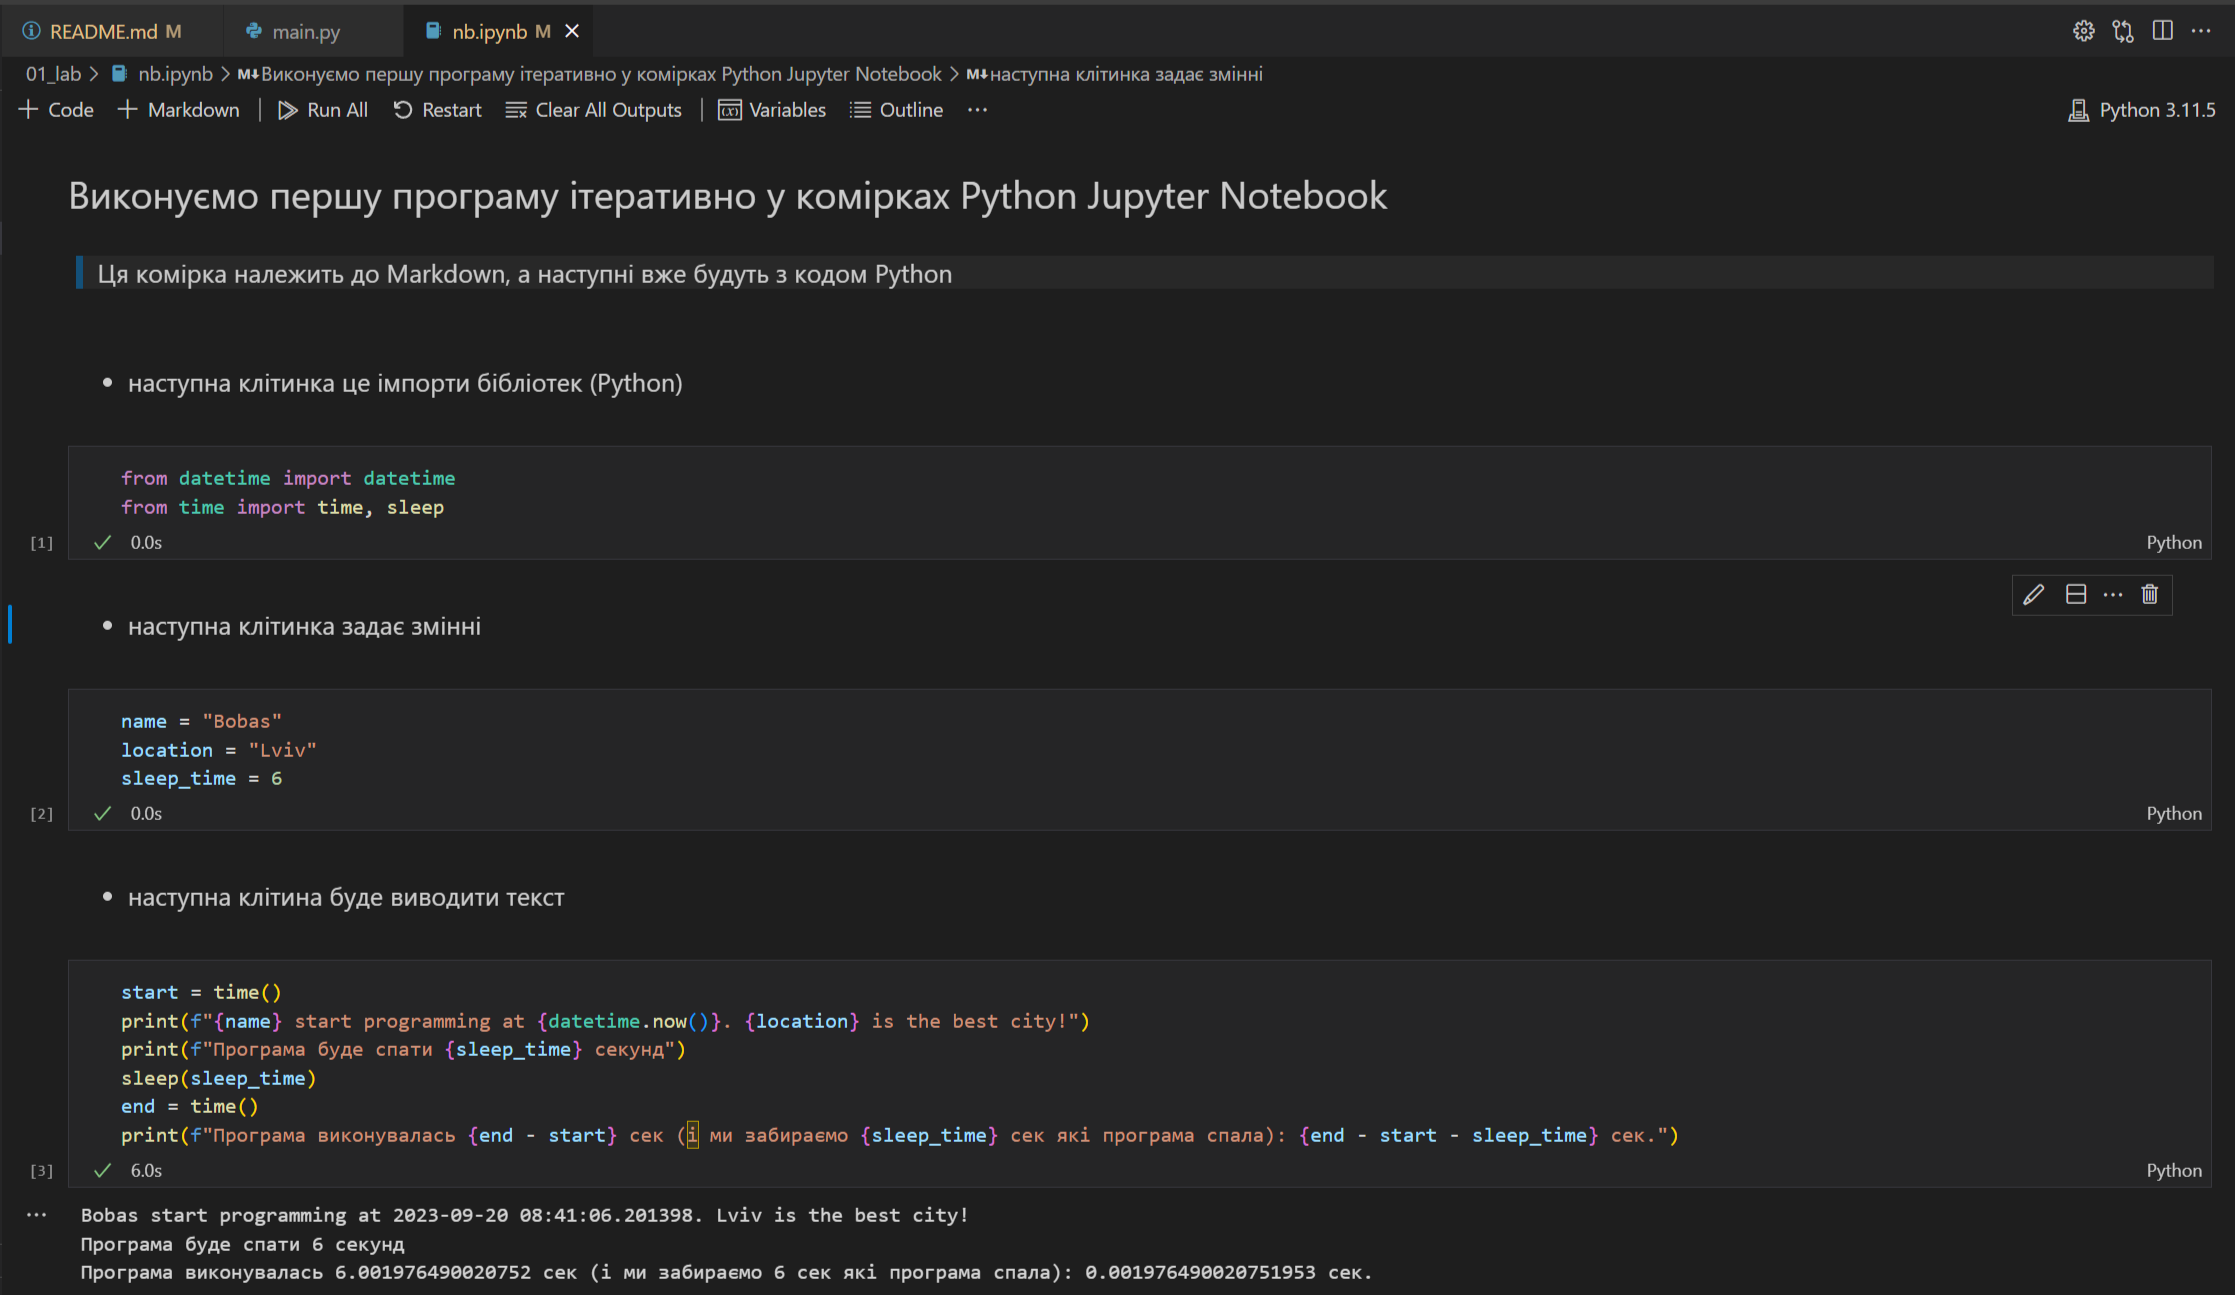 README.md M
main.py
nb.ipynb M
01_lab > nb.ipynb > M↓Виконуємо першу програму ітеративно у комірках Python Jupyter Notebook > M↓наступна клітинка задає змінні
+ Code + Markdown | Run All Restart Clear All Outputs | Variables Outline ...
Python 3.11.5
Виконуємо першу програму ітеративно у комірках Python Jupyter Notebook
Ця комірка належить до Markdown, а наступні вже будуть з кодом Python
• наступна клітинка це імпорти бібліотек (Python)
from datetime import datetime
from time import time, sleep
[1] ✓ 0.0s Python
• наступна клітинка задає змінні
name = "Bobas"
location = "Lviv"
sleep_time = 6
[2] ✓ 0.0s Python
• наступна клітина буде виводити текст
start = time()
print(f"{name} start programming at {datetime.now()}. {location} is the best city!")
print(f"Програма буде спати {sleep_time} секунд")
sleep(sleep_time)
end = time()
print(f"Програма виконувалась {end - start} сек (і ми забираємо {sleep_time} сек які програма спала): {end - start - sleep_time} сек.")
[3] ✓ 6.0s Python
... Bobas start programming at 2023-09-20 08:41:06.201398. Lviv is the best city!
Програма буде спати 6 секунд
Програма виконувалась 6.001976490020752 сек (і ми забираємо 6 сек які програма спала): 0.001976490020751953 сек.